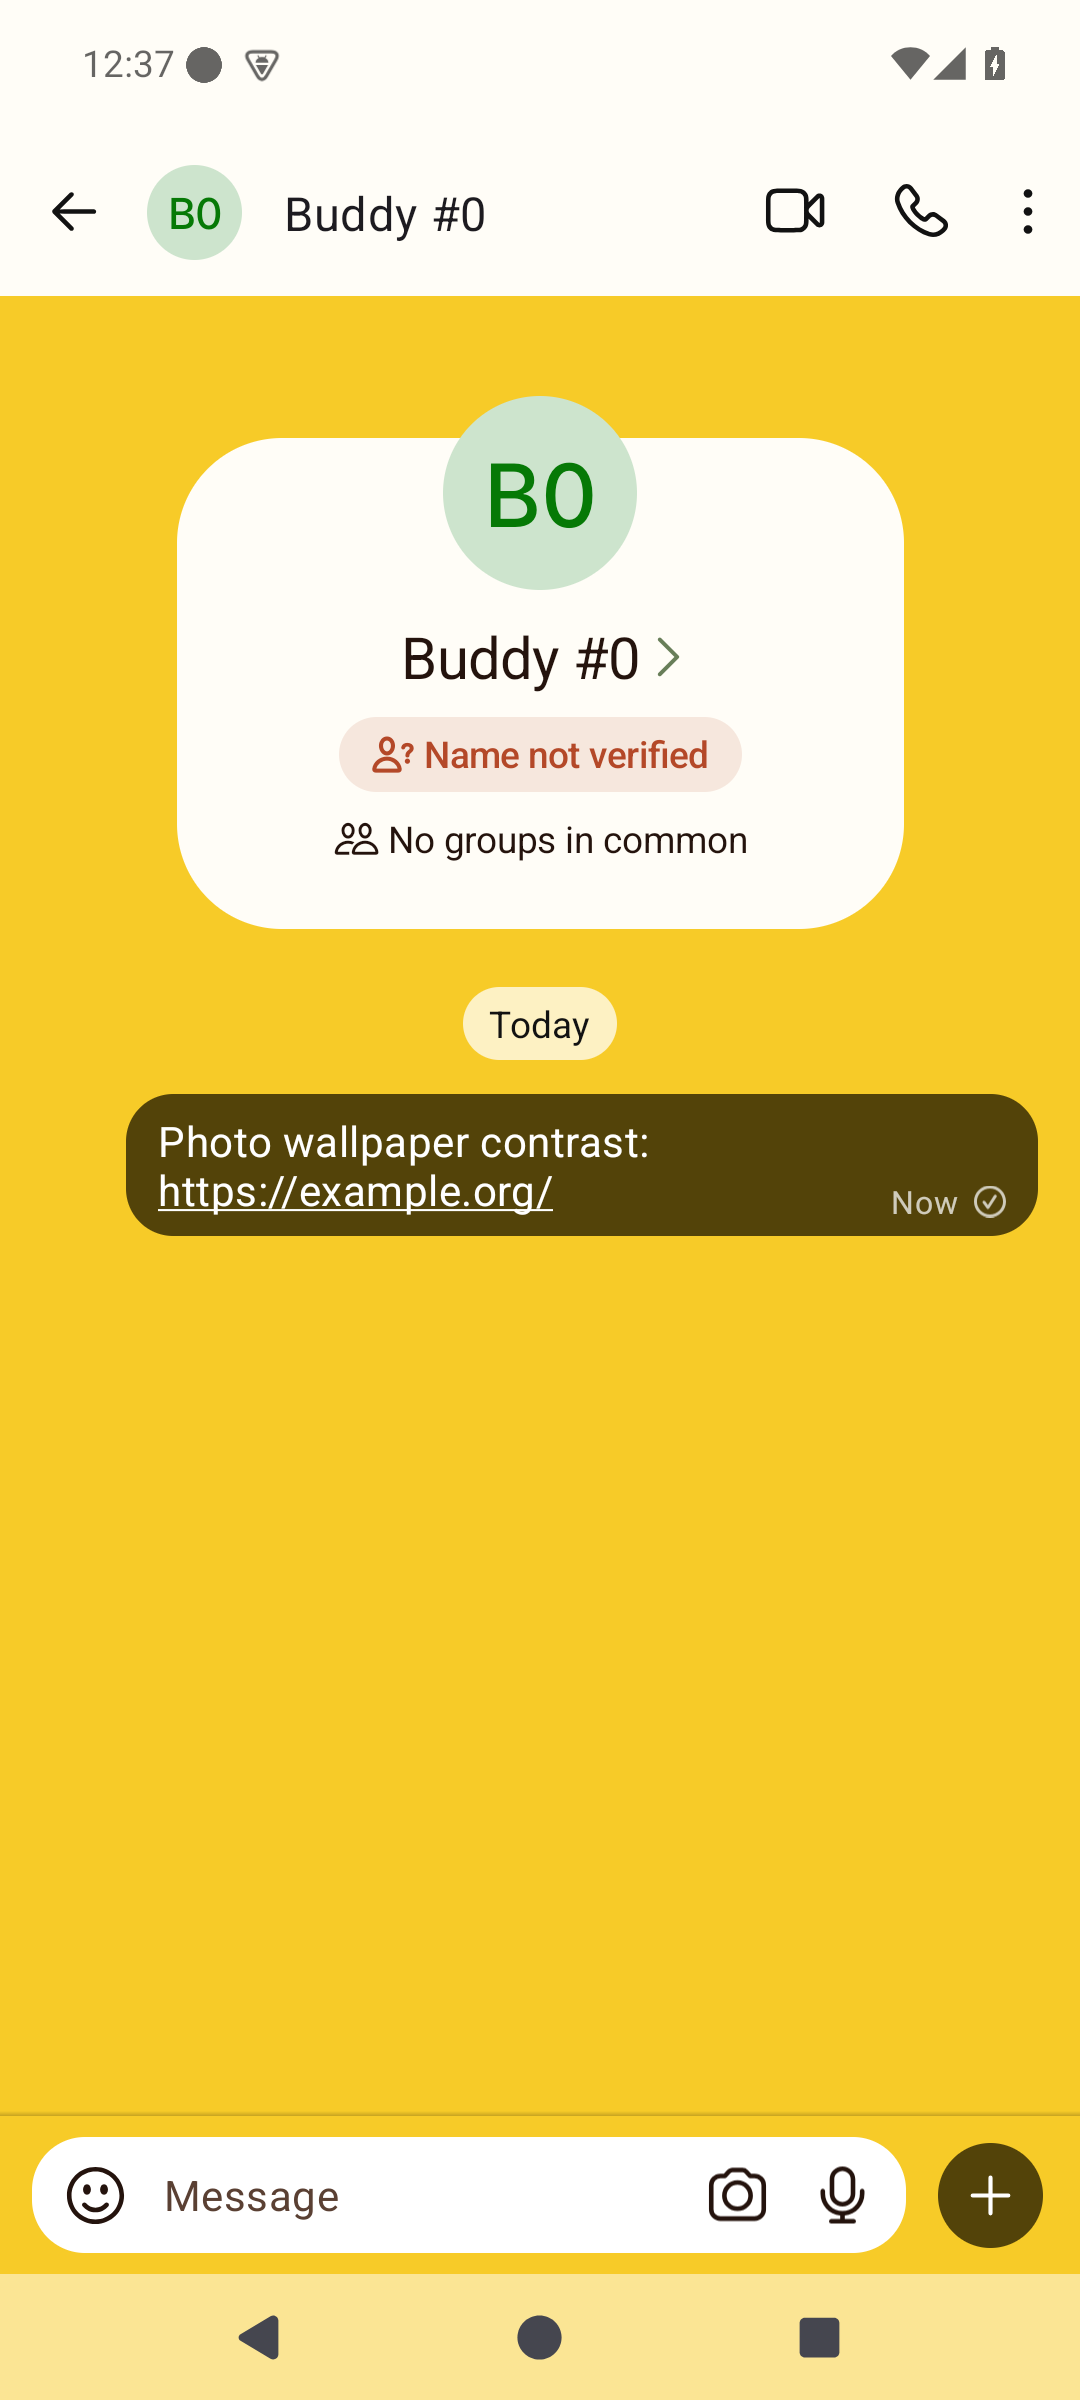 12:37
B0
Buddy #0
B0
Buddy #0
Name not verified
No groups in common
Today
Photo wallpaper contrast:
https://example.org/
Now
Message